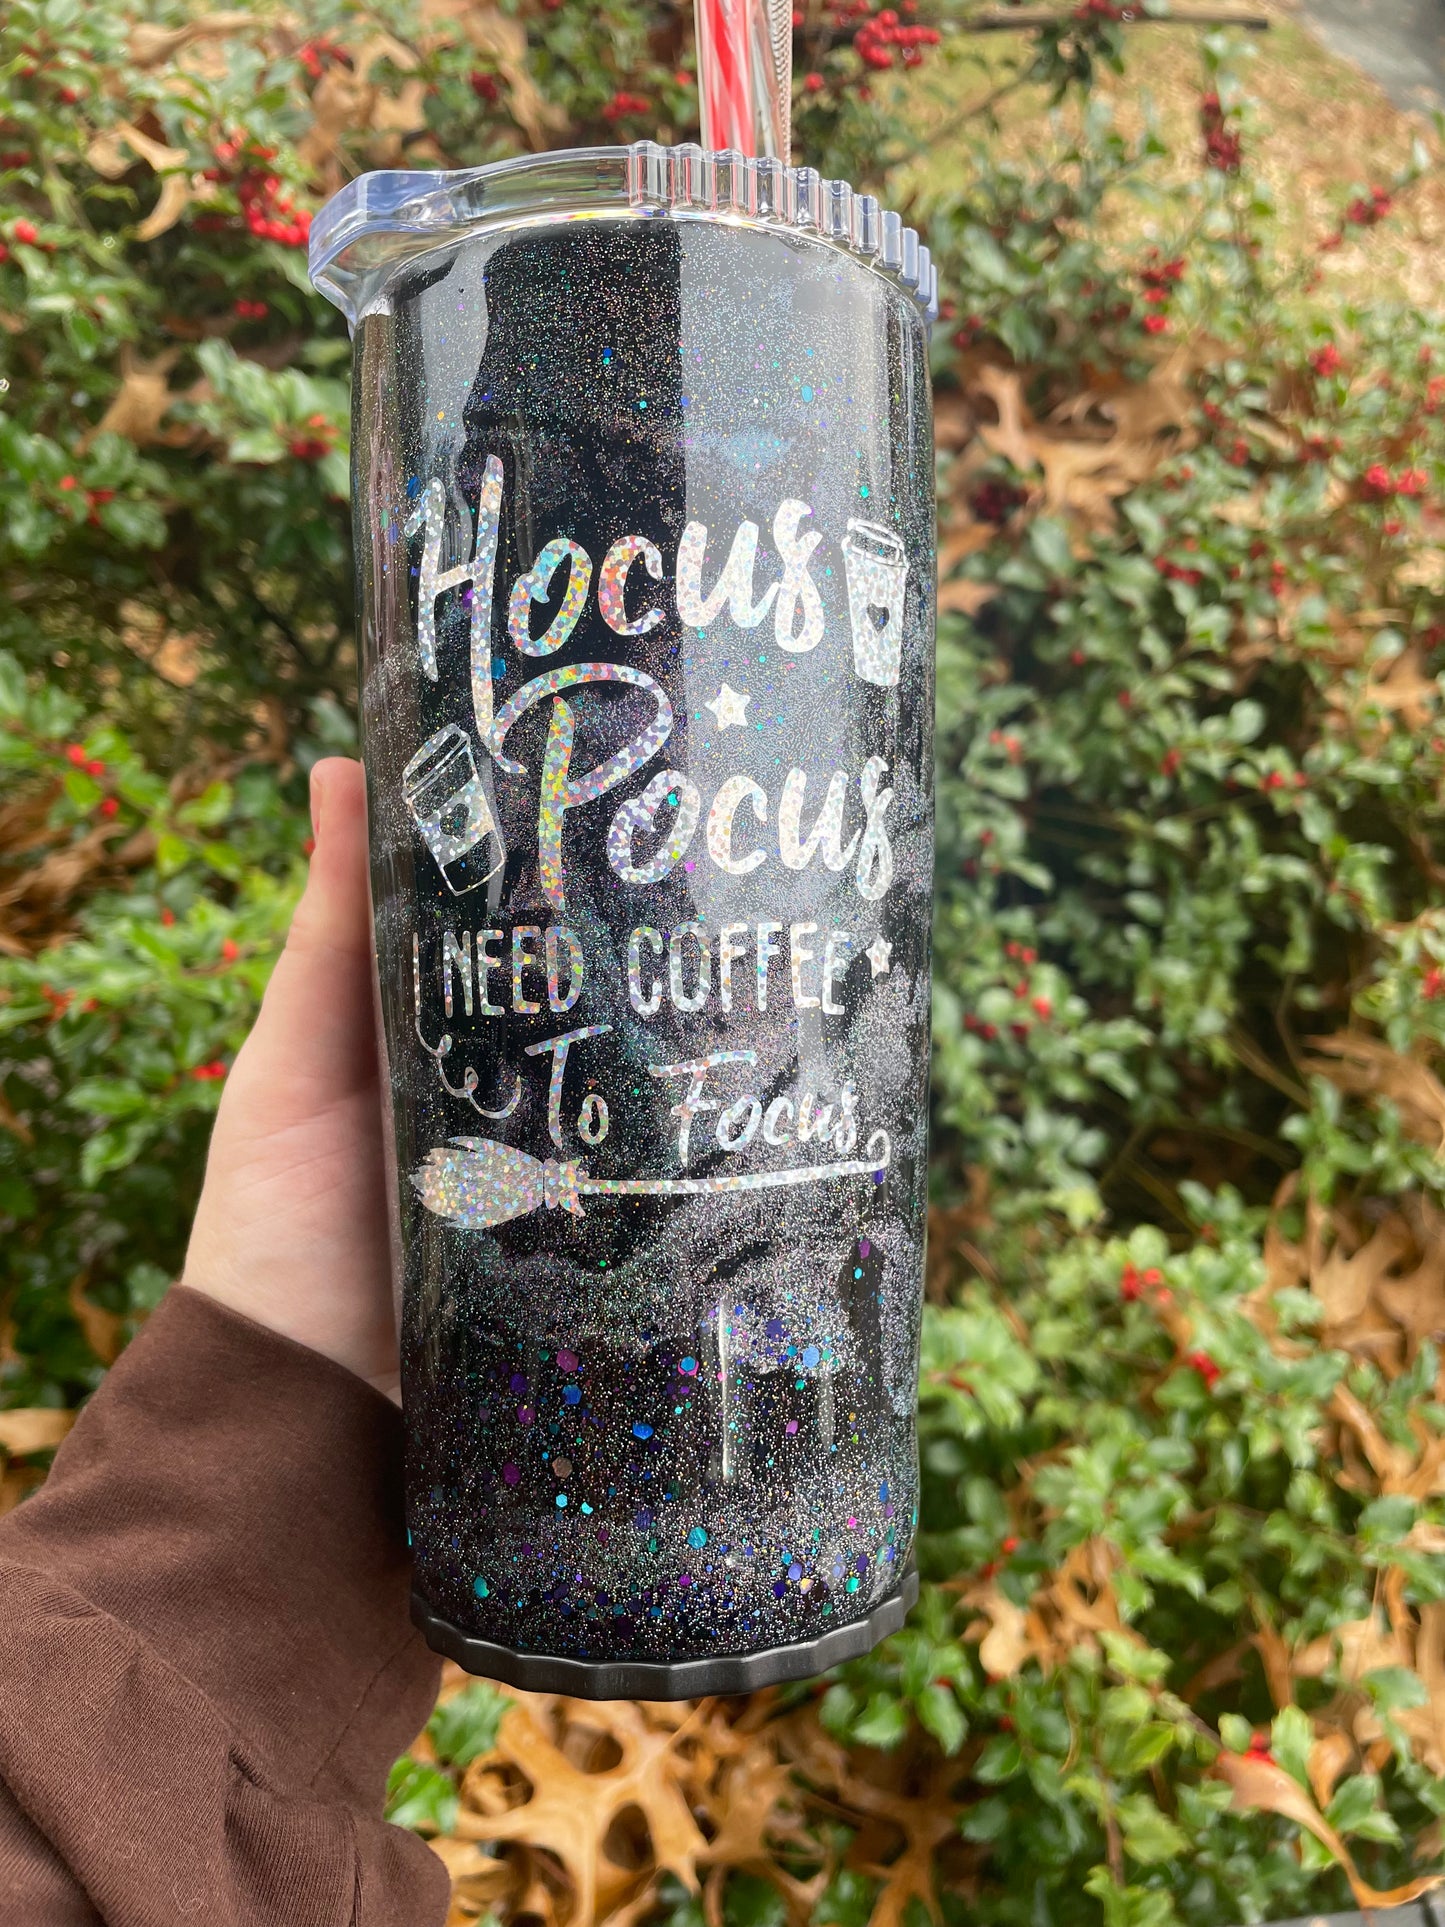 Hocus
Pocus
I NEED COFFEE
To Focus